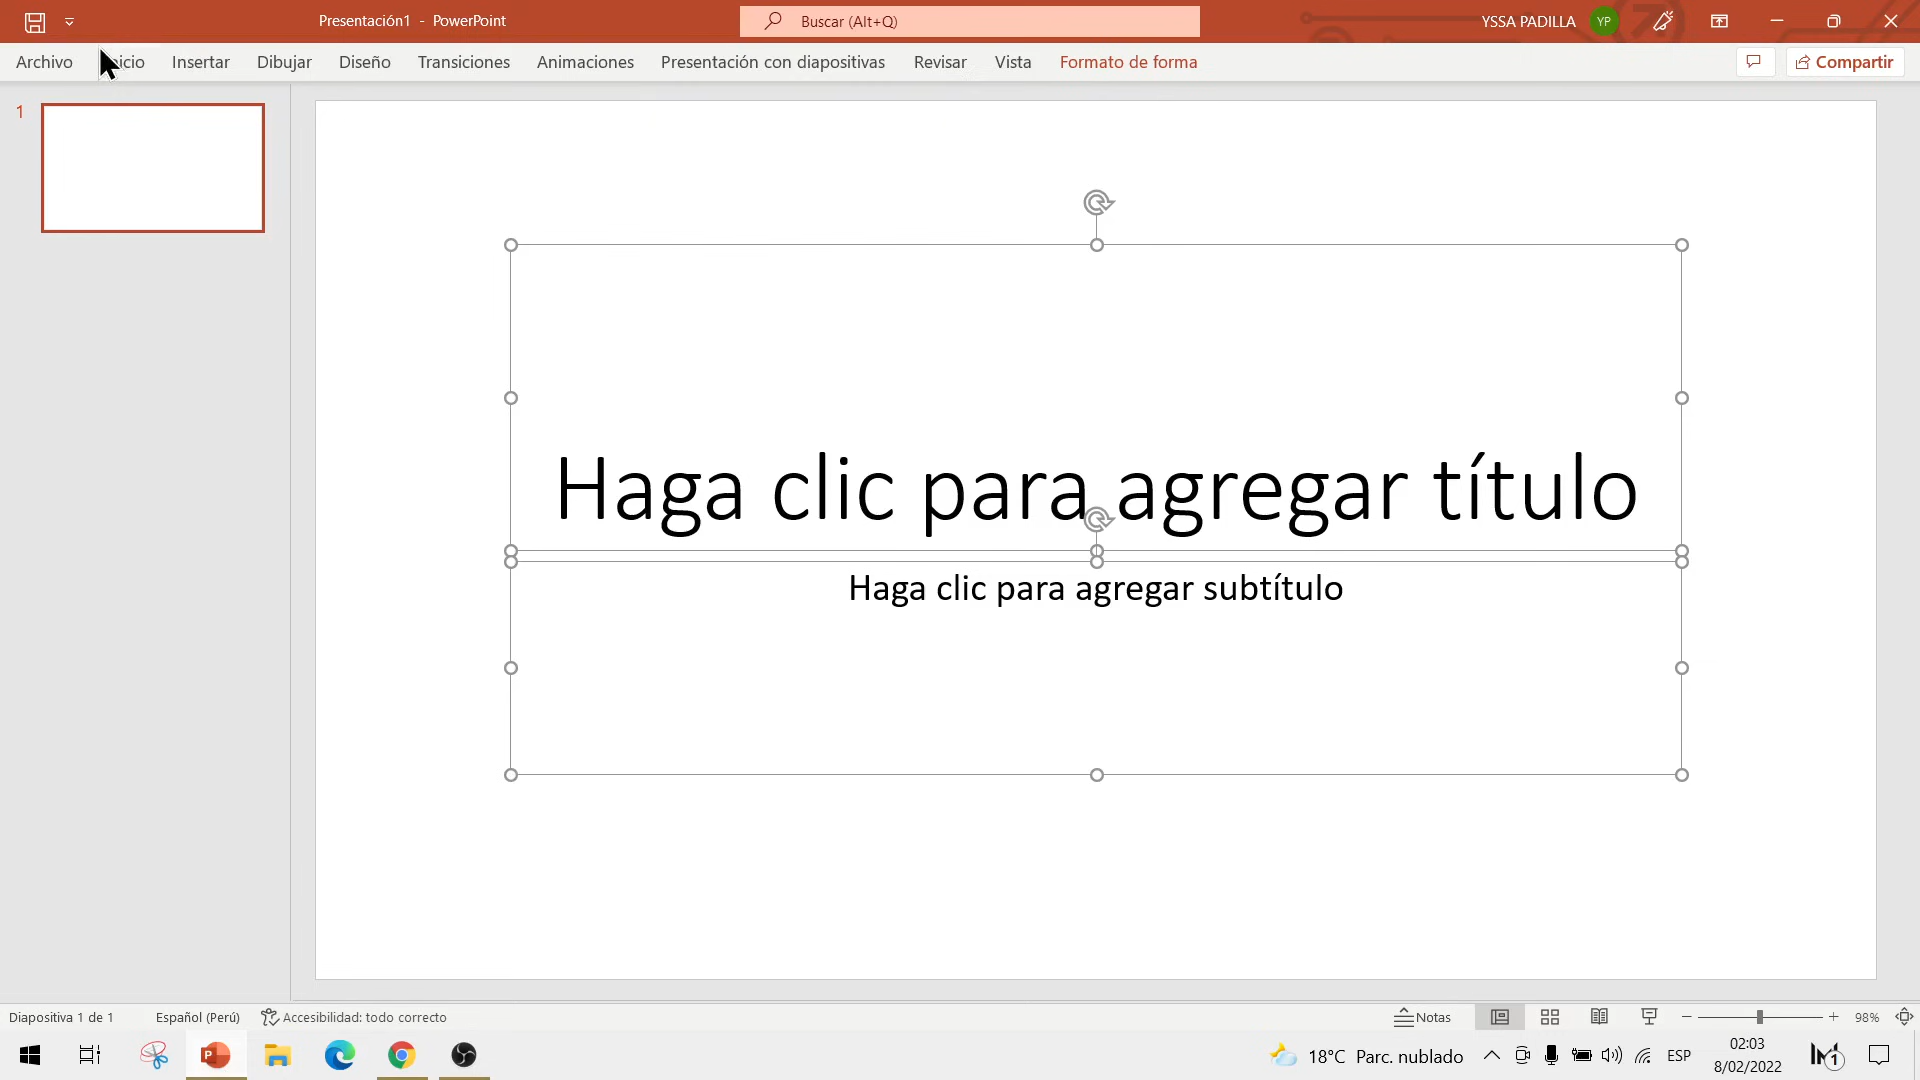 Presentación1 - PowerPoint
Buscar (Alt+Q)
YSSA PADILLA
YP
Archivo
Insertar
Dibujar
Diseño
Transiciones
Animaciones
Presentación con diapositivas
Revisar
Vista
Formato de forma
Compartir
1
Haga clic para agregar título
Haga clic para agregar subtítulo
Diapositiva 1 de 1
Español (Perú)
Accesibilidad: todo correcto
Notas
98%
P
18°C Parc. nublado
ESP
02:03
8/02/2022
1